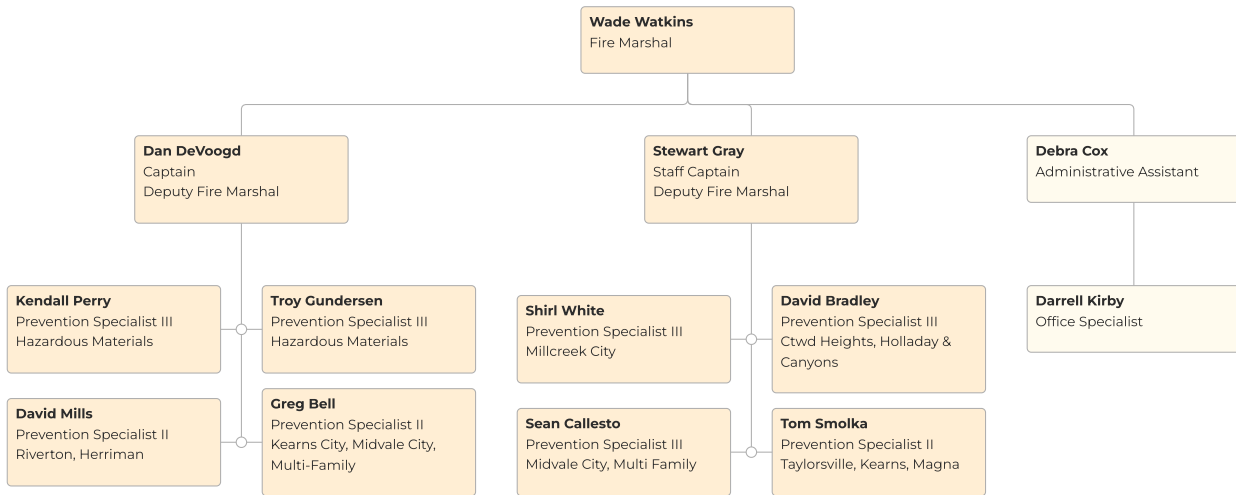 Wade Watkins
Fire Marshal
Dan DeVoogd
Captain
Deputy Fire Marshal
Stewart Gray
Staff Captain
Deputy Fire Marshal
Debra Cox
Administrative Assistant
Kendall Perry
Prevention Specialist III
Hazardous Materials
Troy Gundersen
Prevention Specialist III
Hazardous Materials
Shirl White
Prevention Specialist III
Millcreek City
David Bradley
Prevention Specialist III
Ctwd Heights, Holladay &
Canyons
Darrell Kirby
Office Specialist
David Mills
Prevention Specialist II
Riverton, Herriman
Greg Bell
Prevention Specialist II
Kearns City, Midvale City,
Multi-Family
Sean Callesto
Prevention Specialist III
Midvale City, Multi Family
Tom Smolka
Prevention Specialist II
Taylorsville, Kearns, Magna